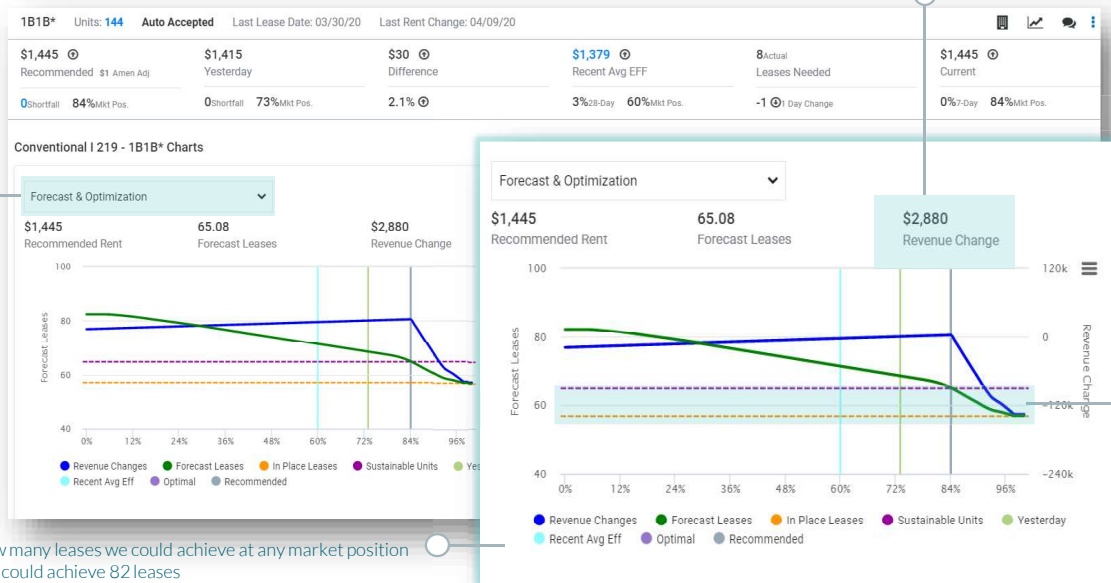 1B1B* Units: 144 Auto Accepted Last Lease Date: 03/30/20 Last Rent Change: 04/09/20
$1,445 $1,415 $30 $1,379 8 Actual $1,445
Recommended $1 Amen Adj Yesterday Difference Recent Avg EFF Leases Needed Current
0 Shortfall 84% Mkt Pos. 0 Shortfall 73% Mkt Pos. 2.1% 3% 28-Day 60% Mkt Pos. -1 1 Day Change 0% 7-Day 84% Mkt Pos.
Conventional I 219 - 1B1B* Charts
Forecast & Optimization
$1,445 65.08 $2,880
Recommended Rent Forecast Leases Revenue Change
100
80
60
40
Forecast Leases
0% 12% 24% 36% 48% 60% 72% 84% 96%
Revenue Changes Forecast Leases In Place Leases Sustainable Units
Recent Avg Eff Optimal Recommended
Forecast & Optimization
$1,445 65.08 $2,880
Recommended Rent Forecast Leases Revenue Change
100 120k
80 0
60 -120k
40 -240k
Forecast Leases
Revenue Change
0% 12% 24% 36% 48% 60% 72% 84% 96%
Revenue Changes Forecast Leases In Place Leases Sustainable Units Yesterday
Recent Avg Eff Optimal Recommended
many leases we could achieve at any market position
could achieve 82 leases